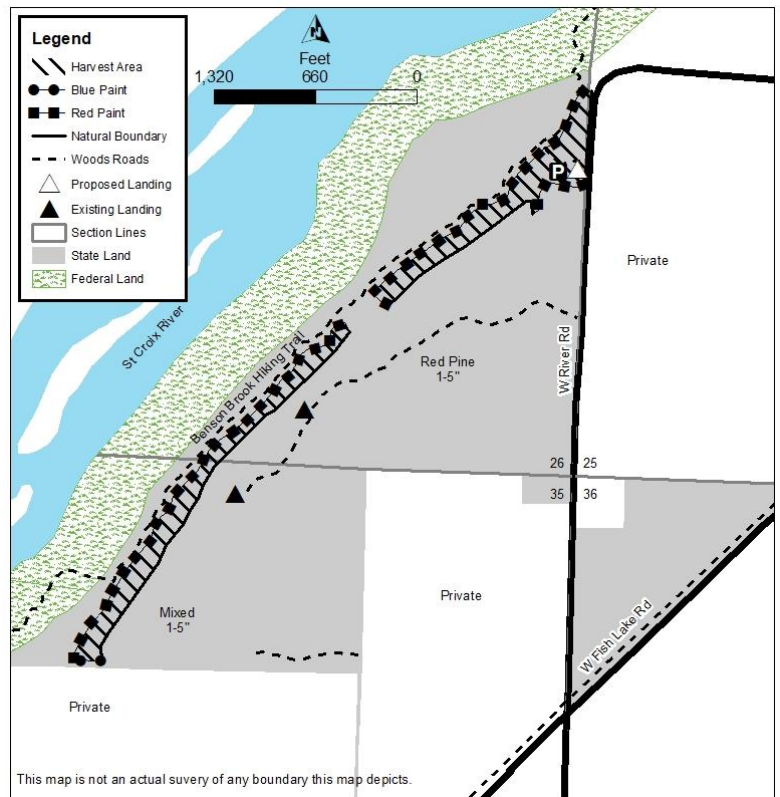 Legend
Harvest Area
Blue Paint
Red Paint
Natural Boundary
Woods Roads
Proposed Landing
Existing Landing
Section Lines
State Land
Federal Land
N
Feet
1,320 660 0
P
Private
St Croix River
Benson Brook Hiking Trail
Red Pine
1-5"
W River Rd
26 25
35 36
Mixed
1-5"
Private
W Fish Lake Rd
Private
This map is not an actual suvery of any boundary this map depicts.